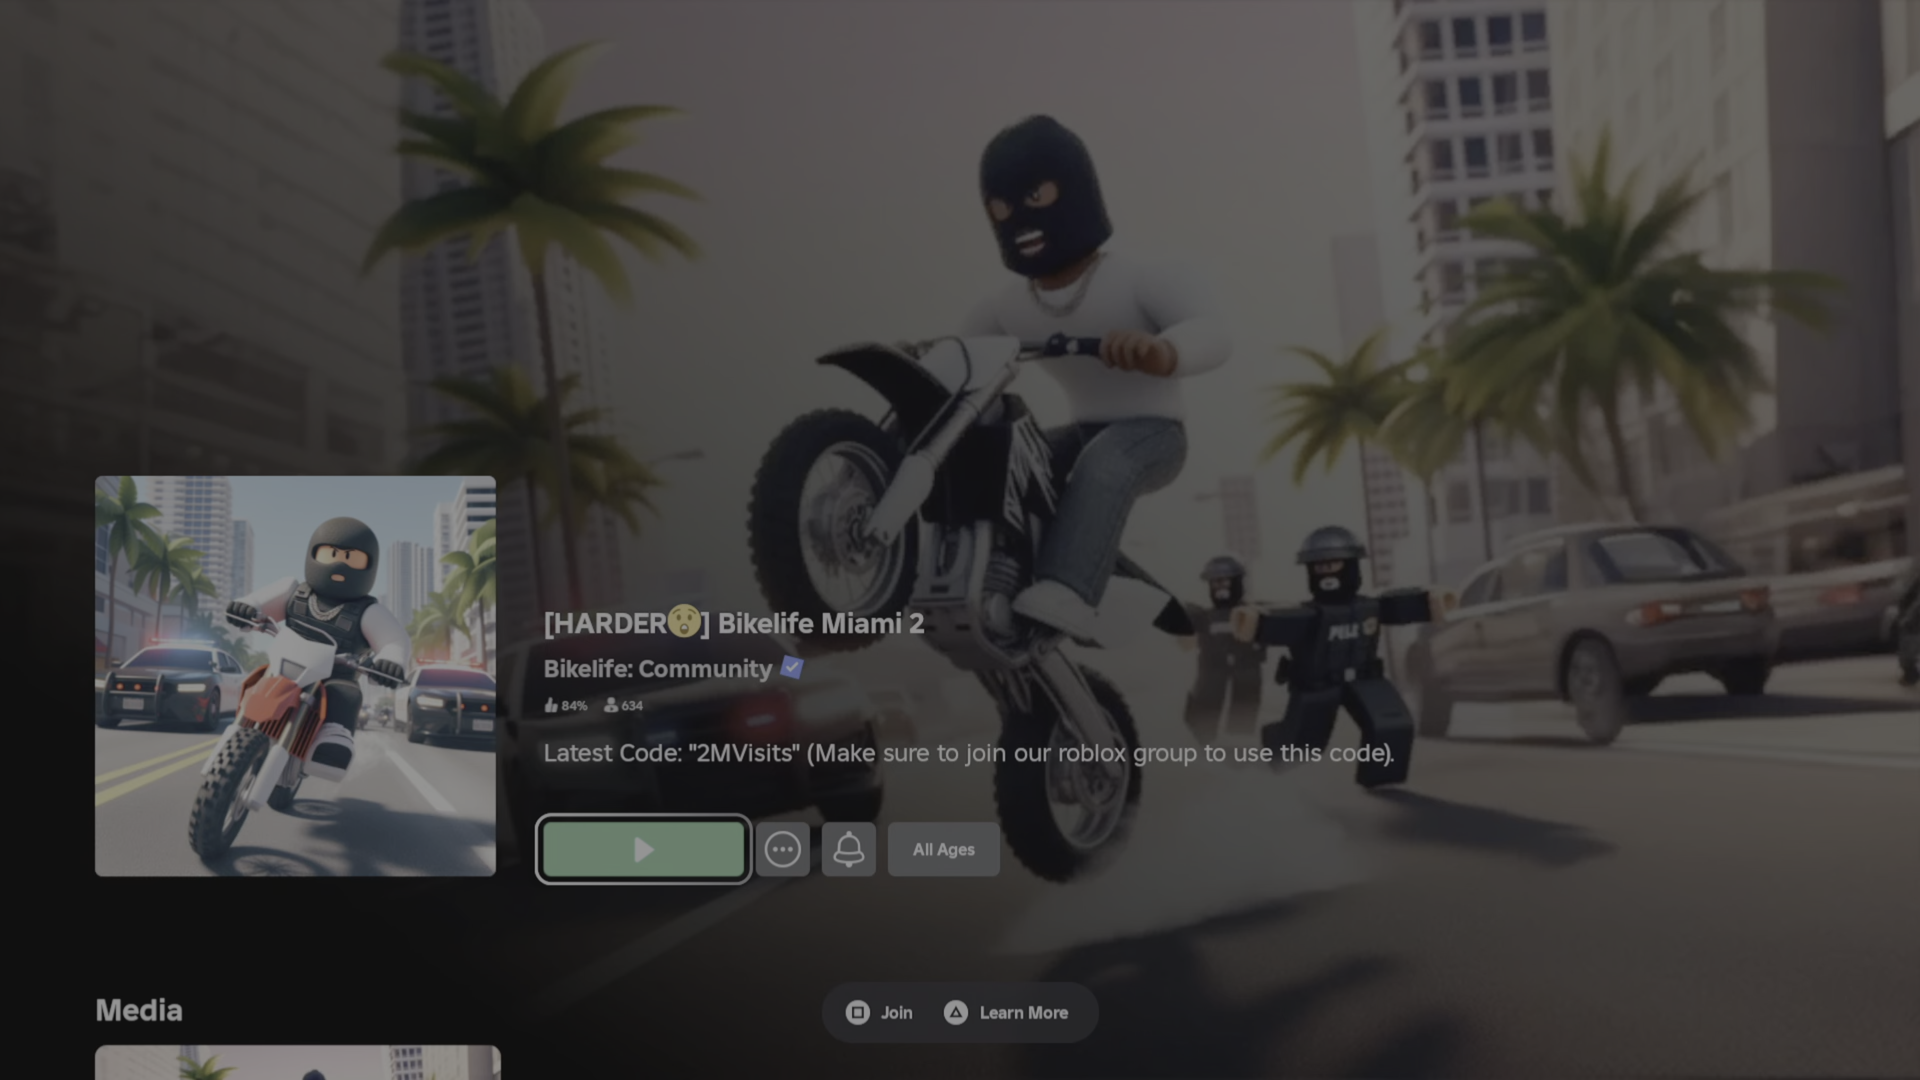 [HARDER😲] Bikelife Miami 2
Bikelife: Community
84% 634
Latest Code: "2MVisits" (Make sure to join our roblox group to use this code).
All Ages
Media
Join Learn More